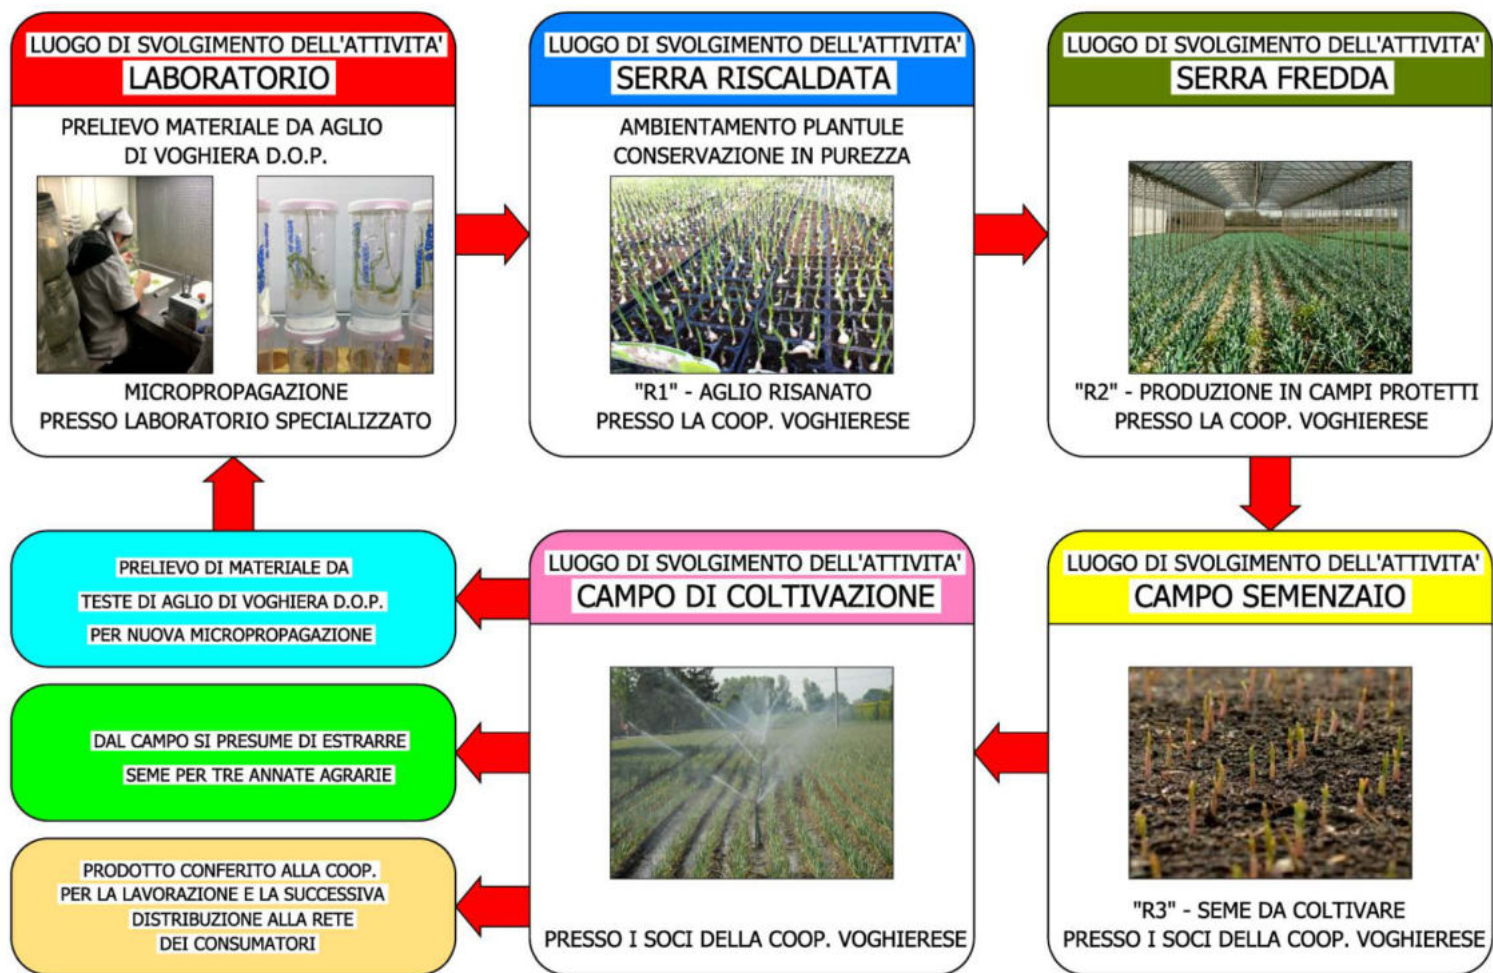 LUOGO DI SVOLGIMENTO DELL'ATTIVITA'
LABORATORIO
PRELIEVO MATERIALE DA AGLIO
DI VOGHIERA D.O.P.
MICROPROPAGAZIONE
PRESSO LABORATORIO SPECIALIZZATO
LUOGO DI SVOLGIMENTO DELL'ATTIVITA'
SERRA RISCALDATA
AMBIENTAMENTO PLANTULE
CONSERVAZIONE IN PUREZZA
"R1" - AGLIO RISANATO
PRESSO LA COOP. VOGHIERESE
LUOGO DI SVOLGIMENTO DELL'ATTIVITA'
SERRA FREDDA
"R2" - PRODUZIONE IN CAMPI PROTETTI
PRESSO LA COOP. VOGHIERESE
LUOGO DI SVOLGIMENTO DELL'ATTIVITA'
CAMPO SEMENZAIO
"R3" - SEME DA COLTIVARE
PRESSO I SOCI DELLA COOP. VOGHIERESE
LUOGO DI SVOLGIMENTO DELL'ATTIVITA'
CAMPO DI COLTIVAZIONE
PRESSO I SOCI DELLA COOP. VOGHIERESE
PRELIEVO DI MATERIALE DA
TESTE DI AGLIO DI VOGHIERA D.O.P.
PER NUOVA MICROPROPAGAZIONE
DAL CAMPO SI PRESUME DI ESTRARRE
SEME PER TRE ANNATE AGRARIE
PRODOTTO CONFERITO ALLA COOP.
PER LA LAVORAZIONE E LA SUCCESSIVA
DISTRIBUZIONE ALLA RETE
DEI CONSUMATORI